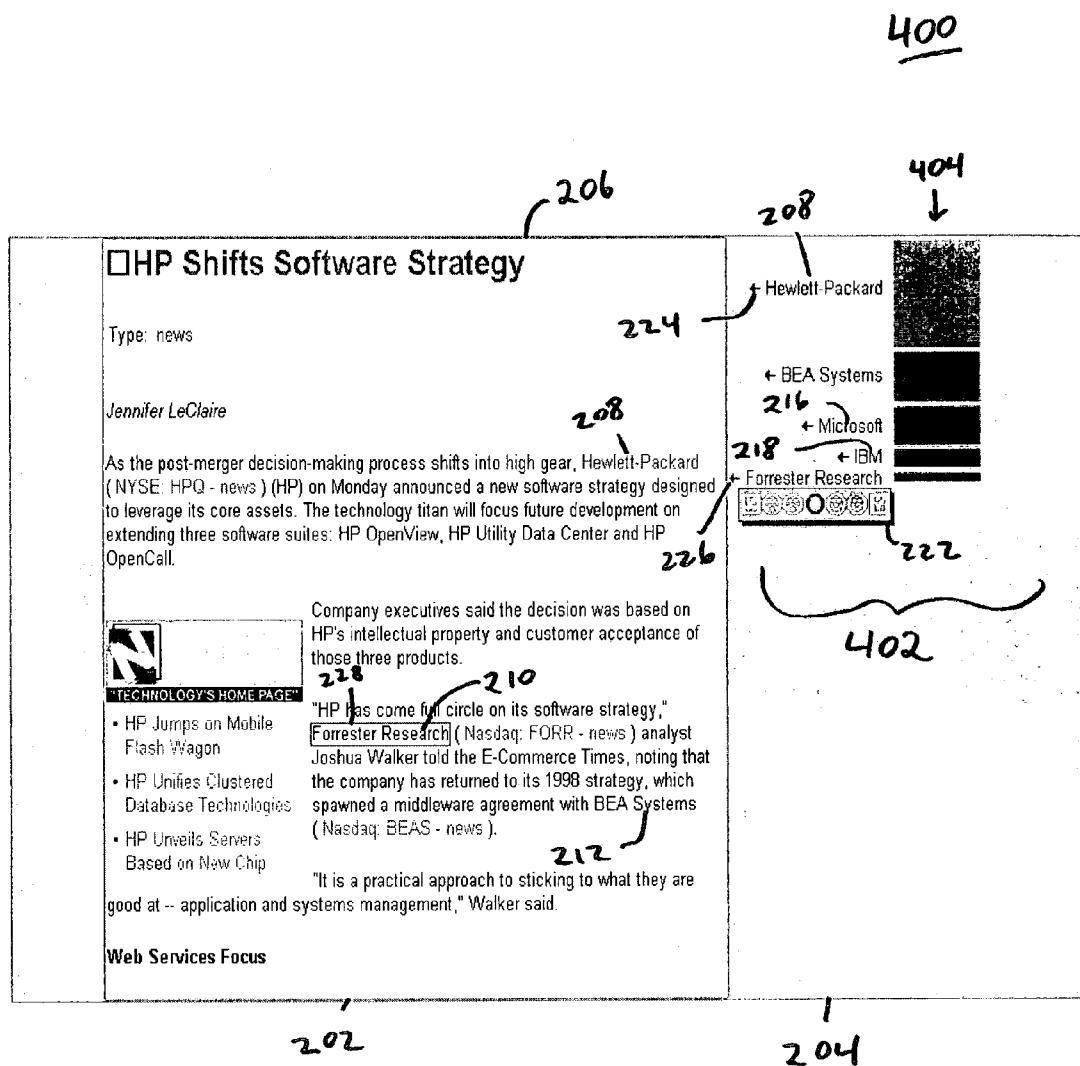 400
404
206
208
HP Shifts Software Strategy
← Hewlett-Packard
224
Type: news
← BEA Systems
Jennifer LeClaire
208
216
← Microsoft
218
← IBM
← Forrester Research
As the post-merger decision-making process shifts into high gear, Hewlett-Packard
( NYSE: HPQ - news ) (HP) on Monday announced a new software strategy designed
to leverage its core assets. The technology titan will focus future development on
extending three software suites: HP OpenView, HP Utility Data Center and HP
OpenCall.
226
222
402
Company executives said the decision was based on
HP's intellectual property and customer acceptance of
those three products.
N
"TECHNOLOGY'S HOME PAGE"
• HP Jumps on Mobile
Flash Wagon
• HP Unifies Clustered
Database Technologies
• HP Unveils Servers
Based on New Chip
228
210
"HP has come full circle on its software strategy,"
Forrester Research ( Nasdaq: FORR - news ) analyst
Joshua Walker told the E-Commerce Times, noting that
the company has returned to its 1998 strategy, which
spawned a middleware agreement with BEA Systems
( Nasdaq: BEAS - news ).
212
"It is a practical approach to sticking to what they are
good at -- application and systems management," Walker said.
Web Services Focus
202
204